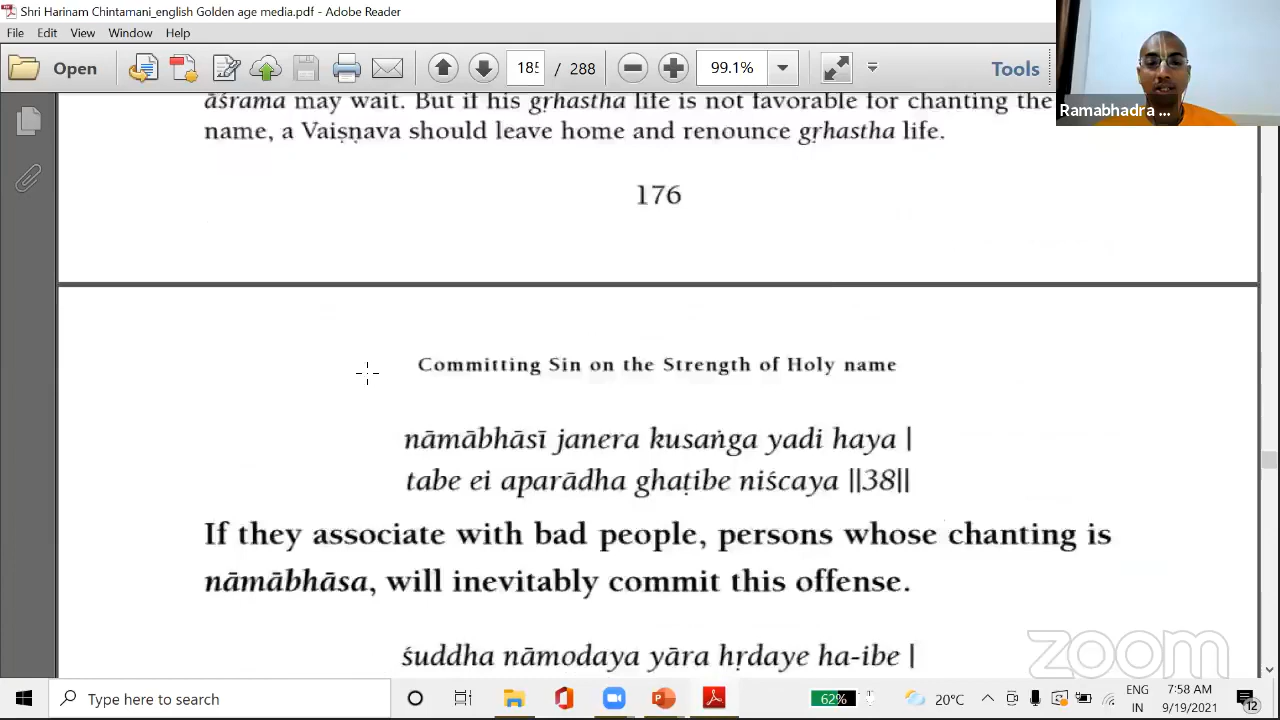 Shri Harinam Chintamani_english Golden age media.pdf - Adobe Reader
File Edit View Window Help
Open 185 / 288 99.1% Tools
Ramabhadra ...
āśrama may wait. But if his gṛhastha life is not favorable for chanting the
name, a Vaiṣṇava should leave home and renounce gṛhastha life.
176
Committing Sin on the Strength of Holy name
nāmābhāsī janera kusaṅga yadi haya |
tabe ei aparādha ghaṭibe niścaya ||38||
If they associate with bad people, persons whose chanting is
nāmābhāsa, will inevitably commit this offense.
śuddha nāmodaya yāra hṛdaye ha-ibe |
zoom
Type here to search
62%
20°C
ENG
IN
7:58 AM
9/19/2021
12